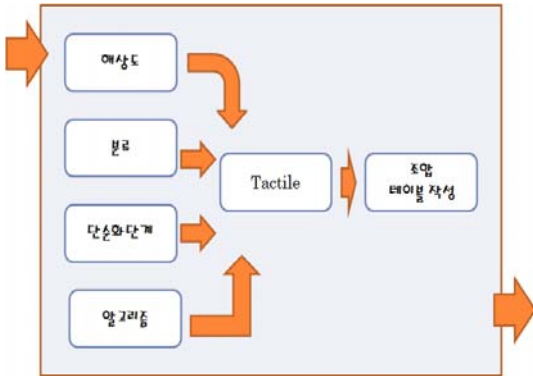 해상도
분류
단순화 단계
알고리즘
Tactile
조합
테이블 작성